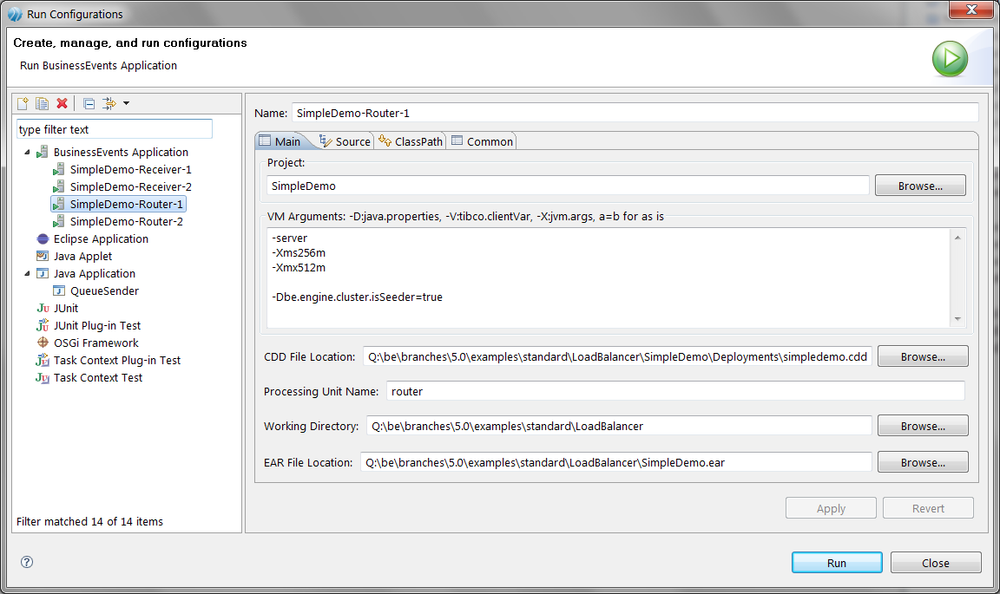 Run Configurations
Create, manage, and run configurations
Run BusinessEvents Application
type filter text
BusinessEvents Application
SimpleDemo-Receiver-1
SimpleDemo-Receiver-2
SimpleDemo-Router-1
SimpleDemo-Router-2
Eclipse Application
Java Applet
Java Application
QueueSender
JUnit
JUnit Plug-in Test
OSGi Framework
Task Context Plug-in Test
Task Context Test
Filter matched 14 of 14 items
Name: SimpleDemo-Router-1
Main Source ClassPath Common
Project:
SimpleDemo Browse...
VM Arguments: -D:java.properties, -V:tibco.clientVar, -X:jvm.args, a=b for as is
-server
-Xms256m
-Xmx512m
-Dbe.engine.cluster.isSeeder=true
CDD File Location: Q:\be\branches\5.0\examples\standard\LoadBalancer\SimpleDemo\Deployments\simpledemo.cdd Browse...
Processing Unit Name: router
Working Directory: Q:\be\branches\5.0\examples\standard\LoadBalancer Browse...
EAR File Location: Q:\be\branches\5.0\examples\standard\LoadBalancer\SimpleDemo.ear Browse...
Apply Revert
Run Close